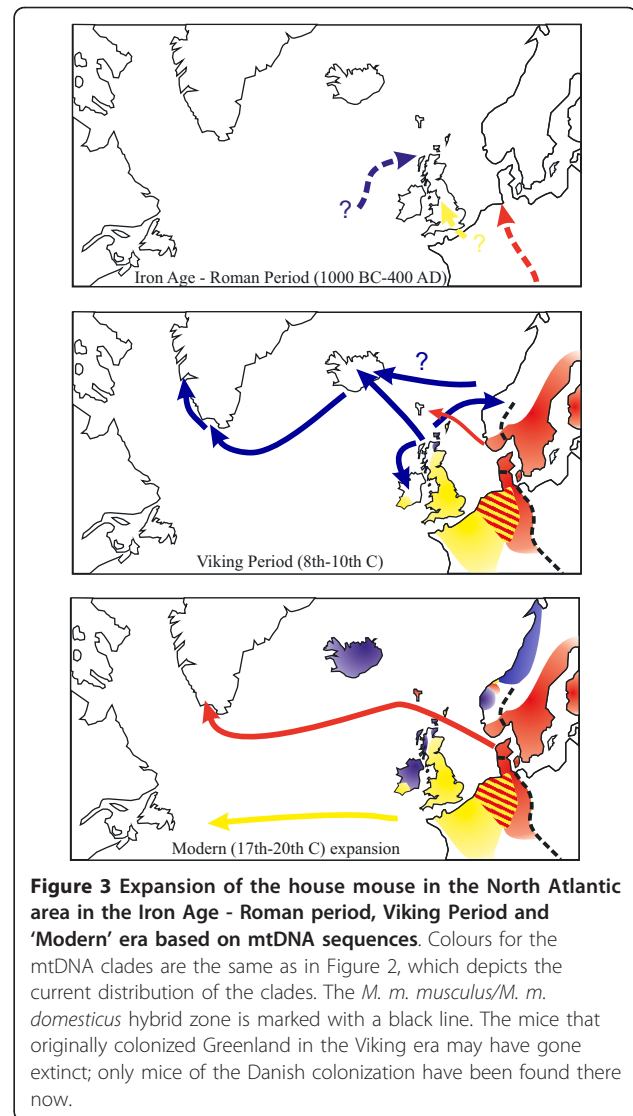 ?
?
Iron Age - Roman Period (1000 BC-400 AD)
?
Viking Period (8th-10th C)
Modern (17th-20th C) expansion
Figure 3 Expansion of the house mouse in the North Atlantic
area in the Iron Age - Roman period, Viking Period and
‘Modern’ era based on mtDNA sequences. Colours for the
mtDNA clades are the same as in Figure 2, which depicts the
current distribution of the clades. The M. m. musculus/M. m.
domesticus hybrid zone is marked with a black line. The mice that
originally colonized Greenland in the Viking era may have gone
extinct; only mice of the Danish colonization have been found there
now.